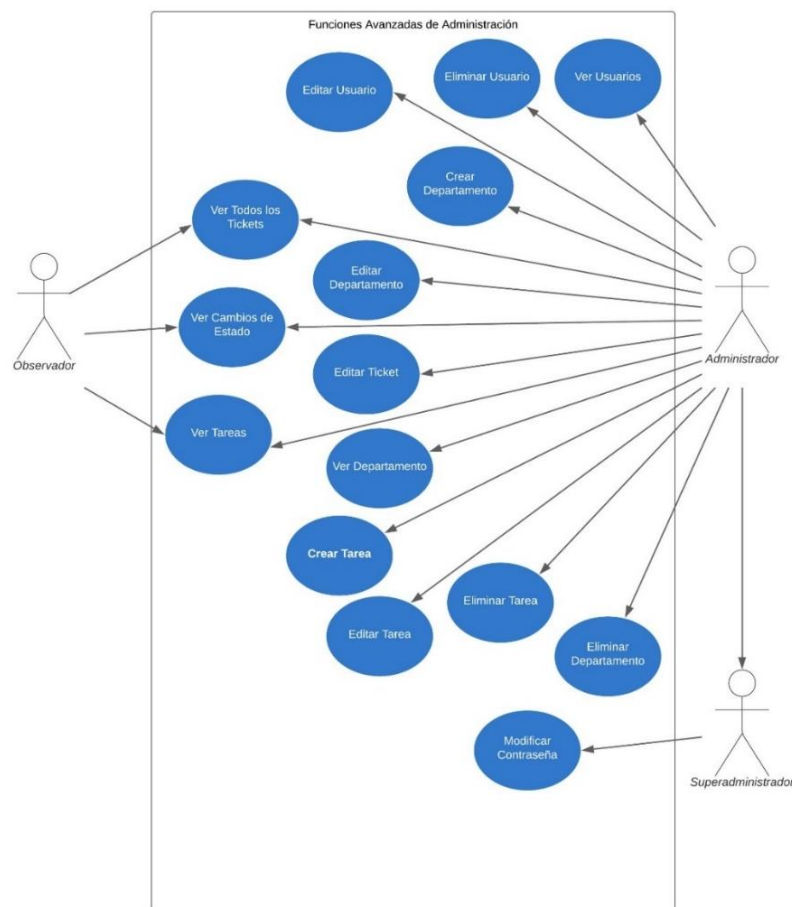 Funciones Avanzadas de Administración
Editar Usuario
Eliminar Usuario
Ver Usuarios
Crear
Departamento
Ver Todos los
Tickets
Editar
Departamento
Observador
Ver Cambios de
Estado
Administrador
Editar Ticket
Ver Tareas
Ver Departamento
Crear Tarea
Eliminar Tarea
Editar Tarea
Eliminar
Departamento
Modificar
Contraseña
Superadministrador